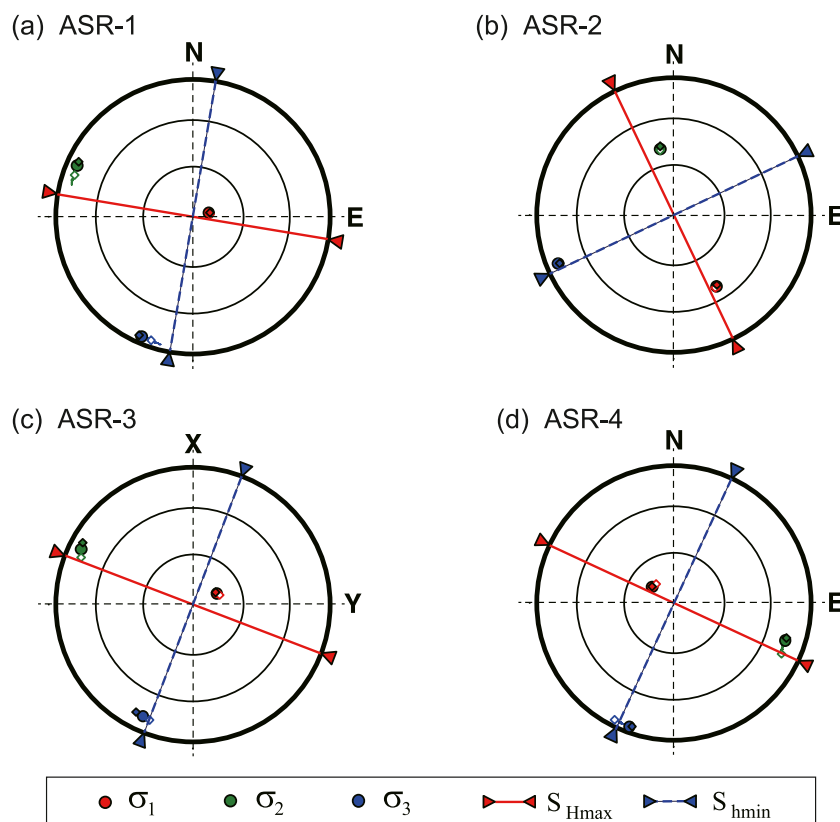 (a) ASR-1
(b) ASR-2
N
N
E
E
(c) ASR-3
(d) ASR-4
X
N
Y
E
σ1 σ2 σ3 SHmax Shmin